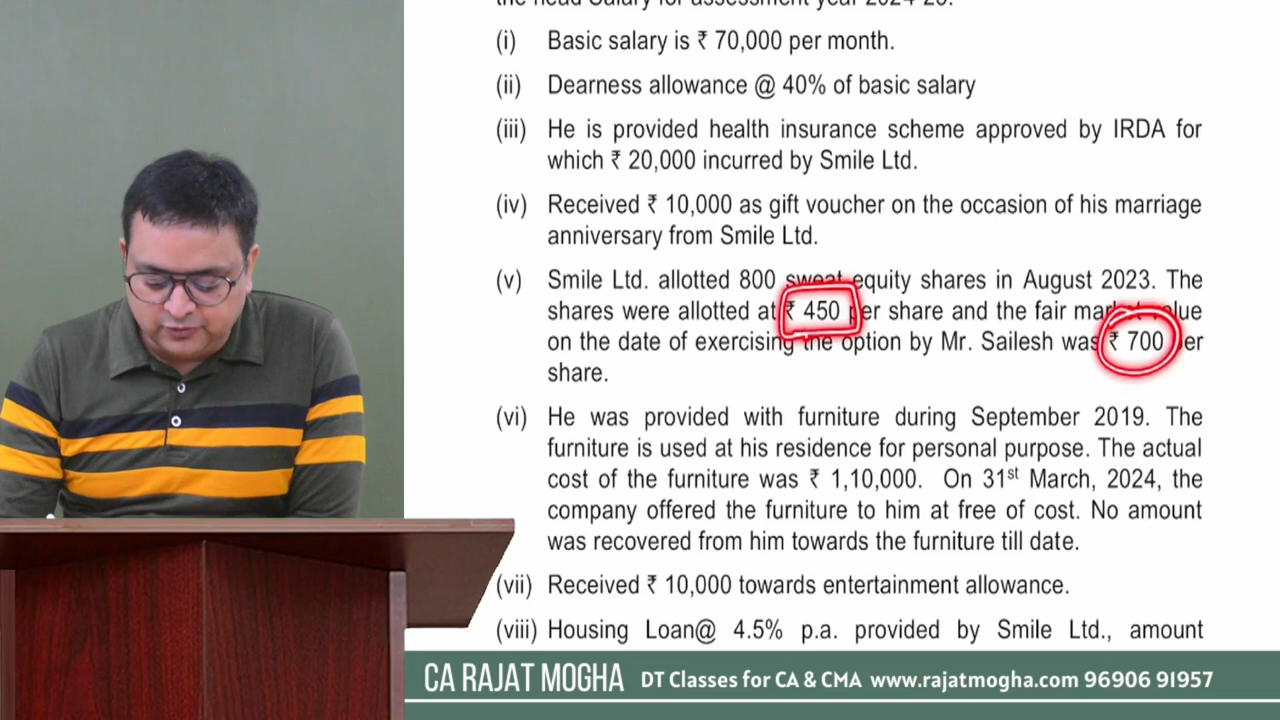 the head Salary for assessment year 2024-25.
(i) Basic salary is ₹ 70,000 per month.
(ii) Dearness allowance @ 40% of basic salary
(iii) He is provided health insurance scheme approved by IRDA for
which ₹ 20,000 incurred by Smile Ltd.
(iv) Received ₹ 10,000 as gift voucher on the occasion of his marriage
anniversary from Smile Ltd.
(v) Smile Ltd. allotted 800 sweat equity shares in August 2023. The
shares were allotted at ₹ 450 per share and the fair market value
on the date of exercising the option by Mr. Sailesh was ₹ 700 per
share.
(vi) He was provided with furniture during September 2019. The
furniture is used at his residence for personal purpose. The actual
cost of the furniture was ₹ 1,10,000. On 31st March, 2024, the
company offered the furniture to him at free of cost. No amount
was recovered from him towards the furniture till date.
(vii) Received ₹ 10,000 towards entertainment allowance.
(viii) Housing Loan@ 4.5% p.a. provided by Smile Ltd., amount
CA RAJAT MOGHA DT Classes for CA & CMA www.rajatmogha.com 96906 91957